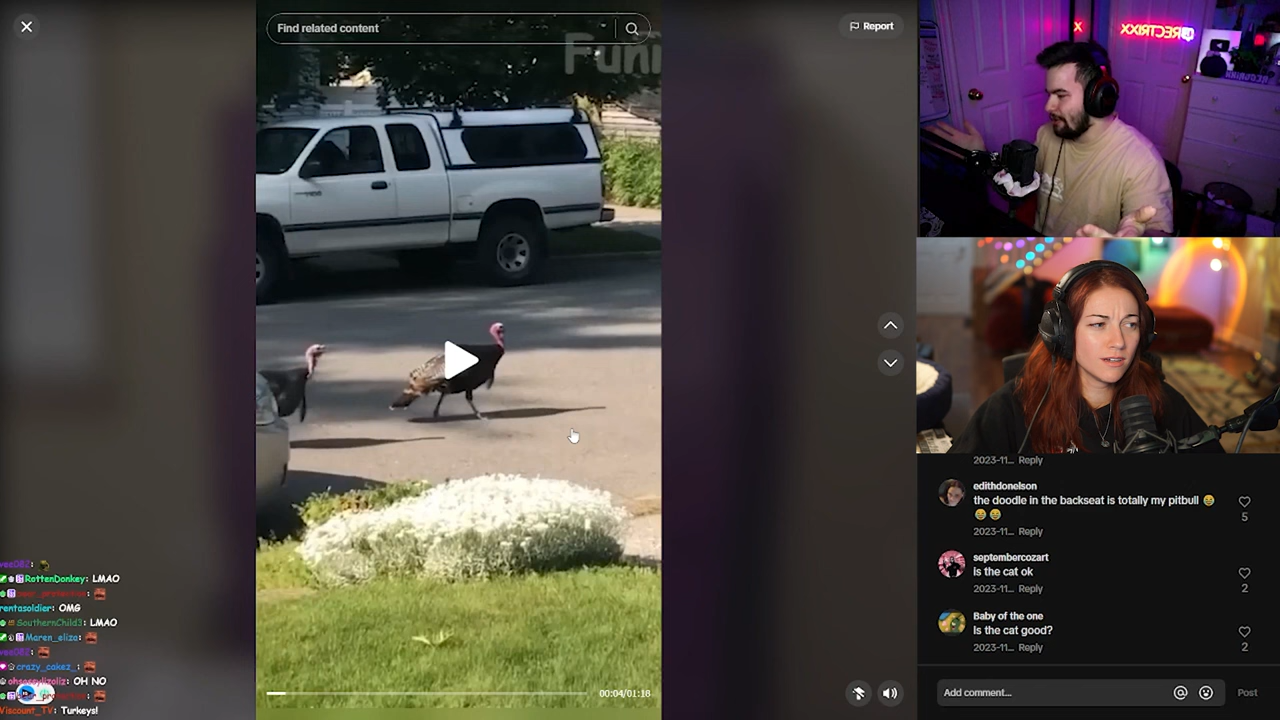 Find related content
Report
Funn
DIRECTRIXX
X
00:04/01:18
2023-11... Reply
edithdonelson
the doodle in the backseat is totally my pitbull 😂
😂 😂
5
2023-11... Reply
septembercozart
is the cat ok
2
2023-11... Reply
Baby of the one
Is the cat good?
2
2023-11... Reply
Add comment...
Post
RottenDonkey: LMAO
rentasoldier: OMG
SouthernChild3: LMAO
Maren_eliza:
crazy_cakez_:
OH NO
Viscount_TV: Turkeys!